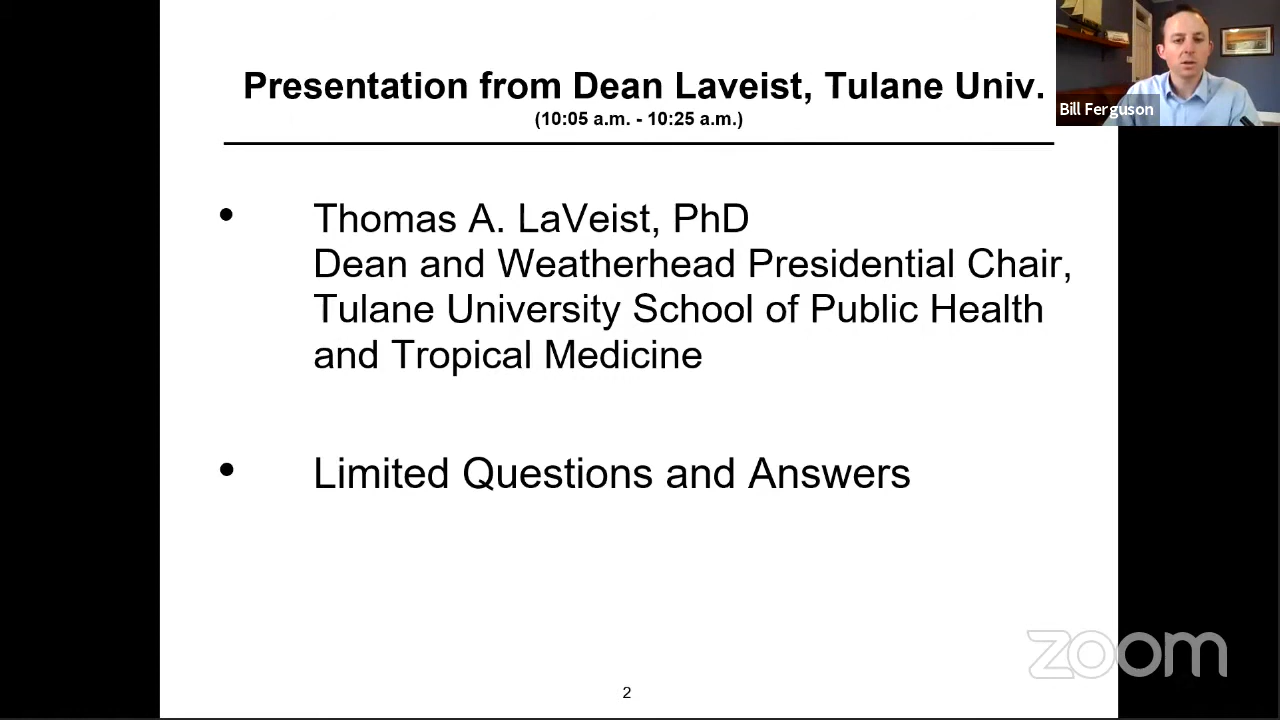 Presentation from Dean Laveist, Tulane Univ.
(10:05 a.m. - 10:25 a.m.)
Bill Ferguson
• Thomas A. LaVeist, PhD
Dean and Weatherhead Presidential Chair,
Tulane University School of Public Health
and Tropical Medicine
• Limited Questions and Answers
zoom
2